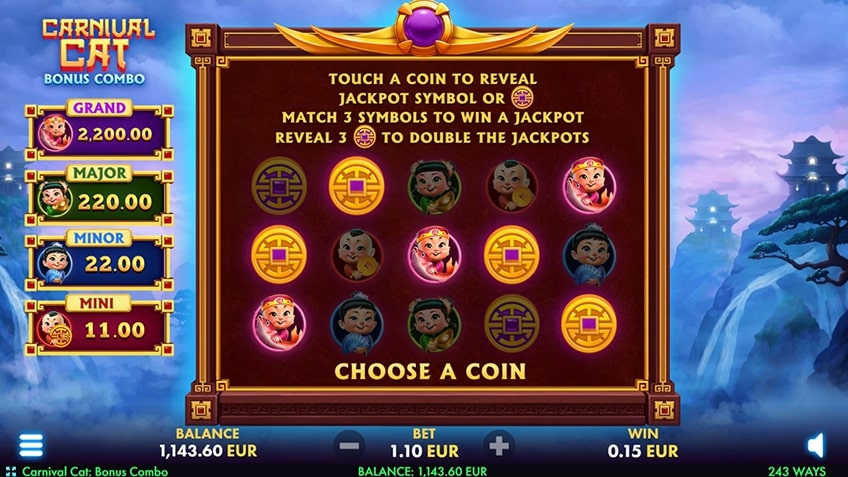 CARNIVAL
CAT
BONUS COMBO
GRAND
2,200.00
MAJOR
220.00
MINOR
22.00
MINI
11.00
TOUCH A COIN TO REVEAL
JACKPOT SYMBOL OR
MATCH 3 SYMBOLS TO WIN A JACKPOT
REVEAL 3 TO DOUBLE THE JACKPOTS
CHOOSE A COIN
BALANCE
1,143.60 EUR
BET
1.10 EUR
WIN
0.15 EUR
Carnival Cat: Bonus Combo
BALANCE: 1,143.60 EUR
243 WAYS